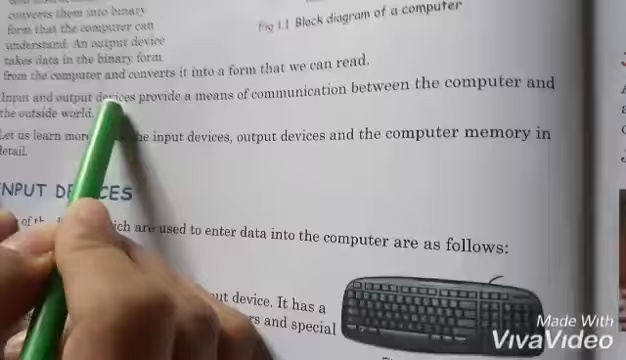 converts them into binary
form that the computer can
understand. An output device
takes data in the binary form
Fig 1.1 Block diagram of a computer
from the computer and converts it into a form that we can read.
Input and output devices provide a means of communication between the computer and
the outside world.
Let us learn more the input devices, output devices and the computer memory in
detail.
INPUT DEVICES
of which are used to enter data into the computer are as follows:
ut device. It has a
rs and special
Made With
VivaVideo